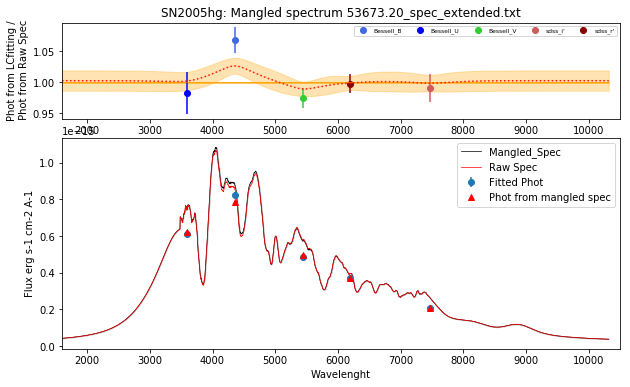 SN2005hg: Mangled spectrum 53673.20_spec_extended.txt
Phot from LCfitting /
Phot from Raw Spec
1.05
1.00
0.95
Bessell_B
Bessell_U
Bessell_V
sdss_i'
sdss_r'
2000 3000 4000 5000 6000 7000 8000 9000 10000
1e-15
Flux erg s-1 cm-2 A-1
1.0
0.8
0.6
0.4
0.2
0.0
Mangled_Spec
Raw Spec
Fitted Phot
Phot from mangled spec
2000 3000 4000 5000 6000 7000 8000 9000 10000
Wavelenght